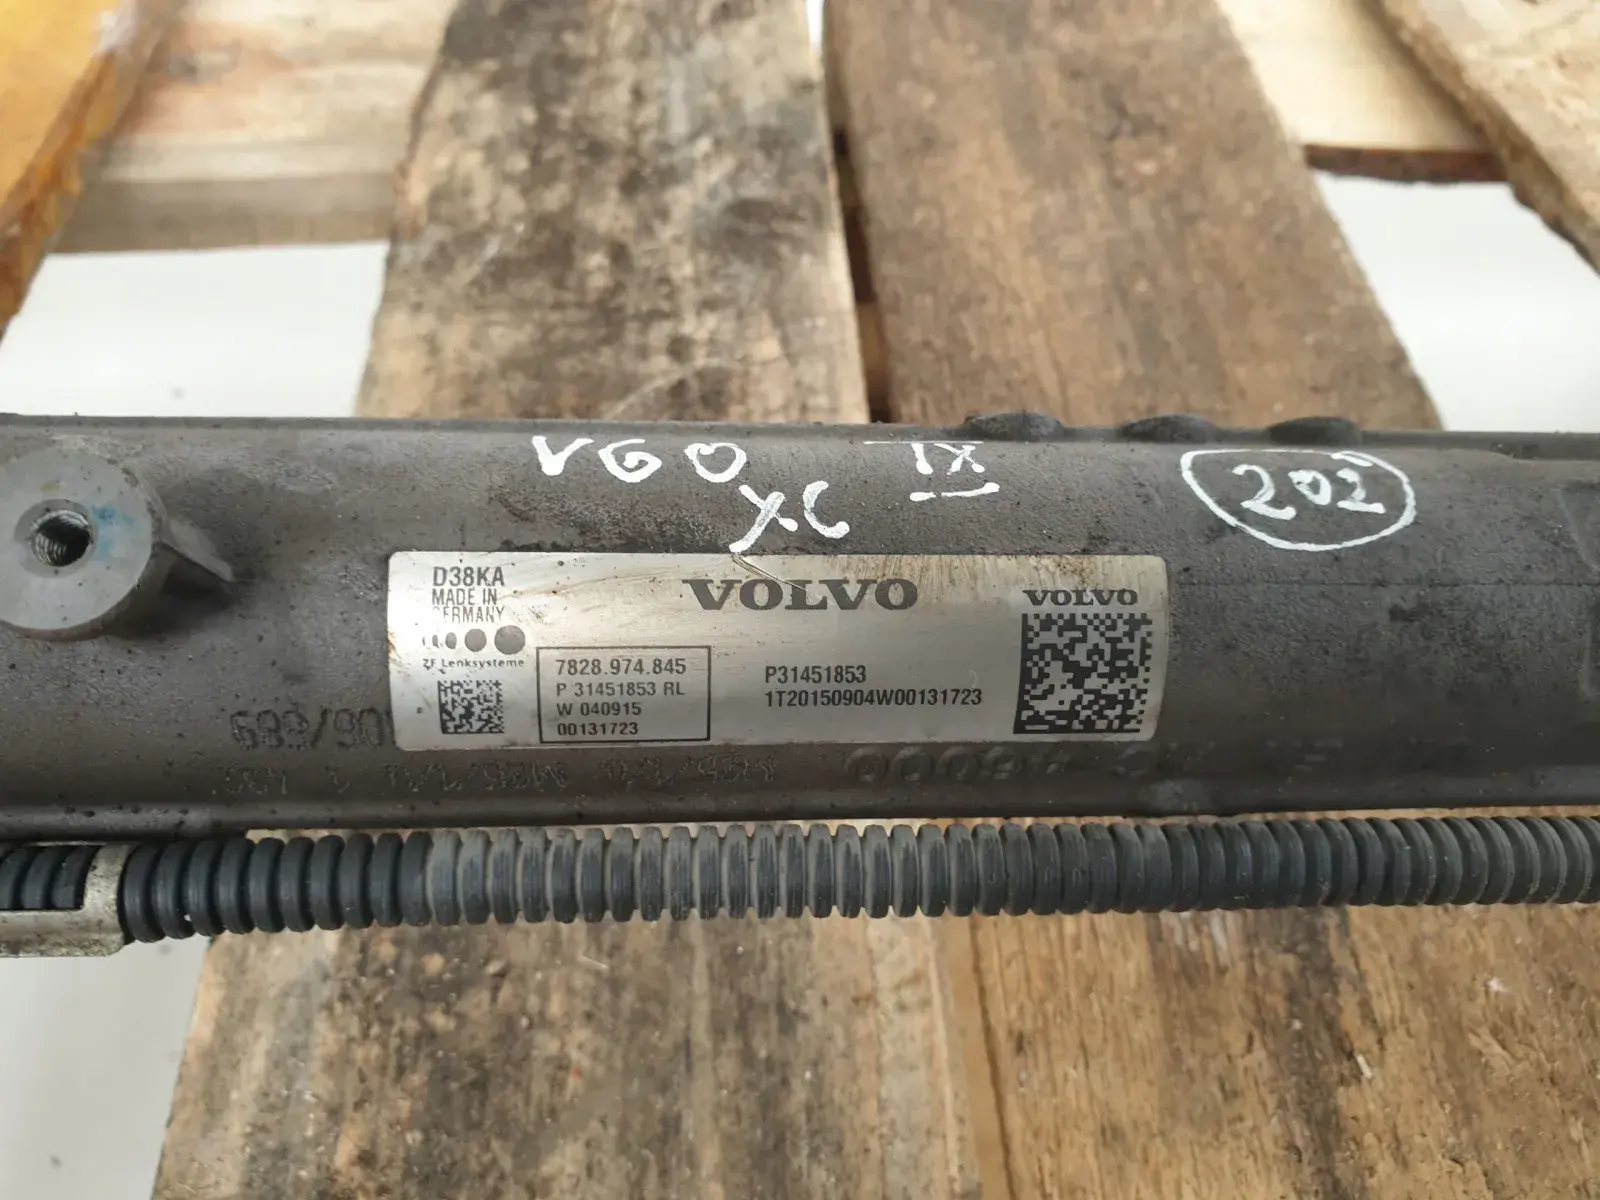 V60 IX 202
XC
D38KA
MADE IN
GERMANY
ZF Lenksysteme
7828.974.845
P 31451853 RL
W 040915
00131723
VOLVO
P31451853
1T20150904W00131723
VOLVO